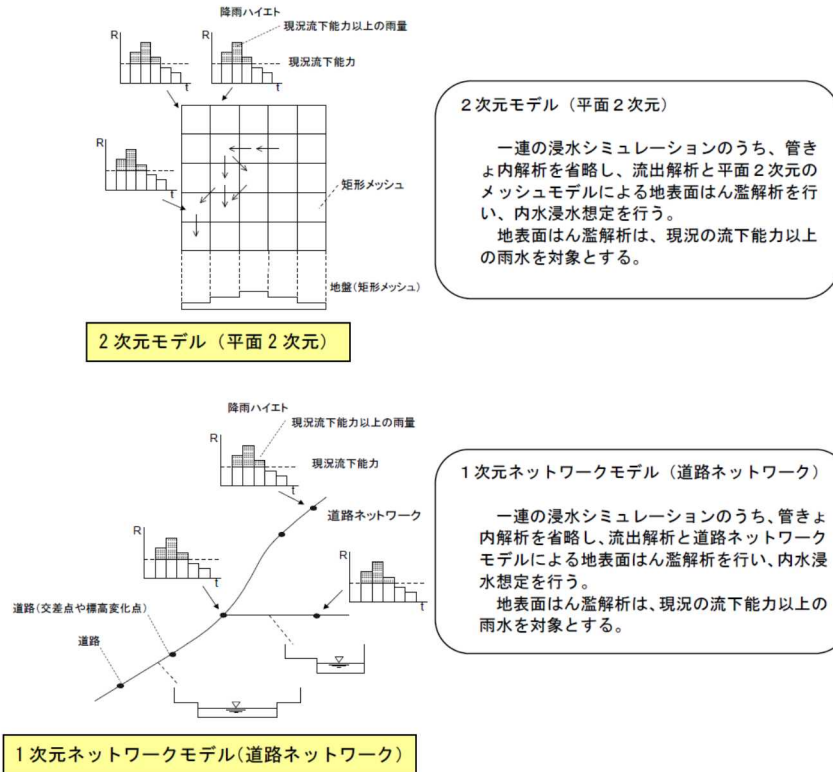 降雨ハイエト
現況流下能力以上の雨量
R
R
現況流下能力
t
t
R
t
矩形メッシュ
地盤(矩形メッシュ)
2次元モデル（平面2次元）
２次元モデル（平面２次元）
一連の浸水シミュレーションのうち、管き
ょ内解析を省略し、流出解析と平面２次元の
メッシュモデルによる地表面はん濫解析を行
い、内水浸水想定を行う。
地表面はん濫解析は、現況の流下能力以上
の雨水を対象とする。
降雨ハイエト
現況流下能力以上の雨量
R
現況流下能力
t
道路ネットワーク
R
t
R
t
道路(交差点や標高変化点)
道路
1次元ネットワークモデル(道路ネットワーク)
１次元ネットワークモデル（道路ネットワーク）
一連の浸水シミュレーションのうち、管きょ
内解析を省略し、流出解析と道路ネットワーク
モデルによる地表面はん濫解析を行い、内水浸
水想定を行う。
地表面はん濫解析は、現況の流下能力以上の
雨水を対象とする。